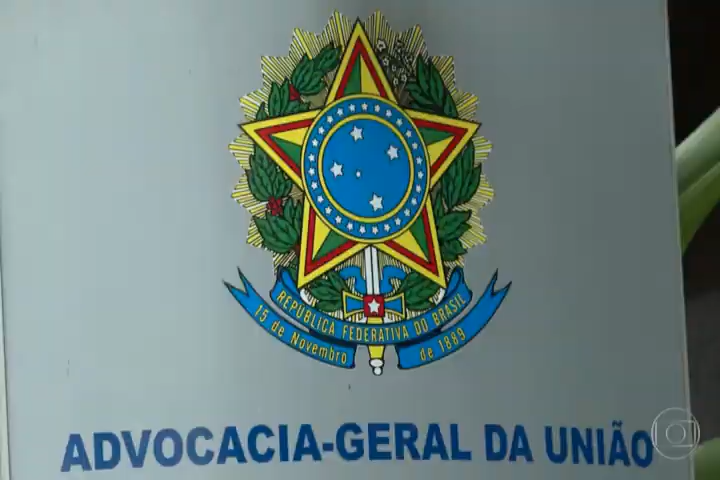 REPÚBLICA FEDERATIVA DO BRASIL
15 de Novembro de 1889
ADVOCACIA-GERAL DA UNIÃO